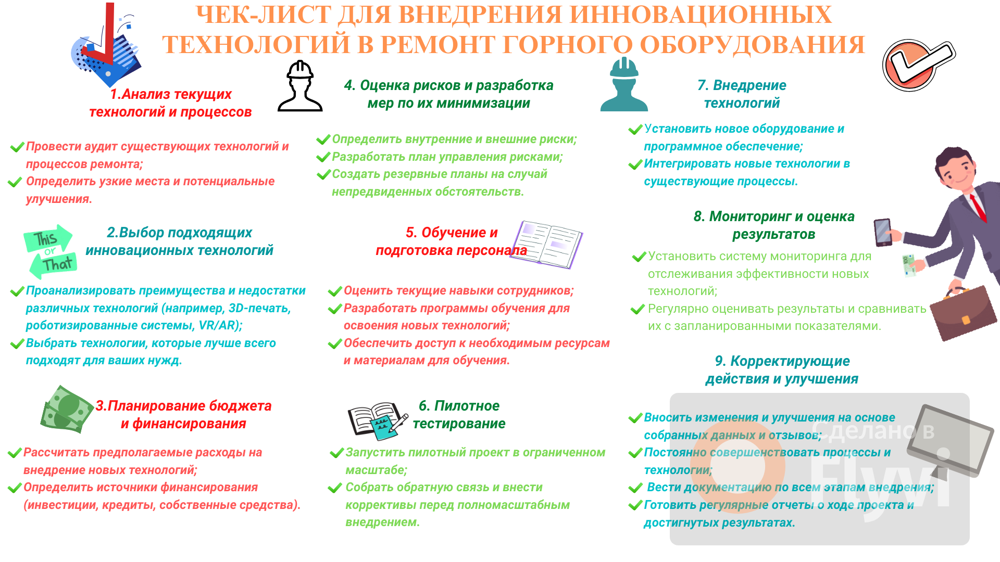 ЧЕК-ЛИСТ ДЛЯ ВНЕДРЕНИЯ ИННОВАЦИОННЫХ
ТЕХНОЛОГИЙ В РЕМОНТ ГОРНОГО ОБОРУДОВАНИЯ
1.Анализ текущих
технологий и процессов
Провести аудит существующих технологий и
процессов ремонта;
Определить узкие места и потенциальные
улучшения.
This
or
That
2.Выбор подходящих
инновационных технологий
Проанализировать преимущества и недостатки
различных технологий (например, 3D-печать,
роботизированные системы, VR/AR);
Выбрать технологии, которые лучше всего
подходят для ваших нужд.
3.Планирование бюджета
и финансирования
Рассчитать предполагаемые расходы на
внедрение новых технологий;
Определить источники финансирования
(инвестиции, кредиты, собственные средства).
4. Оценка рисков и разработка
мер по их минимизации
Определить внутренние и внешние риски;
Разработать план управления рисками;
Создать резервные планы на случай
непредвиденных обстоятельств.
5. Обучение и
подготовка персонала
Оценить текущие навыки сотрудников;
Разработать программы обучения для
освоения новых технологий;
Обеспечить доступ к необходимым ресурсам
и материалам для обучения.
6. Пилотное
тестирование
Запустить пилотный проект в ограниченном
масштабе;
Собрать обратную связь и внести
коррективы перед полномасштабным
внедрением.
7. Внедрение
технологий
Установить новое оборудование и
программное обеспечение;
Интегрировать новые технологии в
существующие процессы.
8. Мониторинг и оценка
результатов
Установить систему мониторинга для
отслеживания эффективности новых
технологий;
Регулярно оценивать результаты и сравнивать
их с запланированными показателями.
9. Корректирующие
действия и улучшения
Вносить изменения и улучшения на основе
собранных данных и отзывов;
Постоянно совершенствовать процессы и
технологии;
Вести документацию по всем этапам внедрения;
Готовить регулярные отчеты о ходе проекта и
достигнутых результатах.
Сделано в
Flyvi